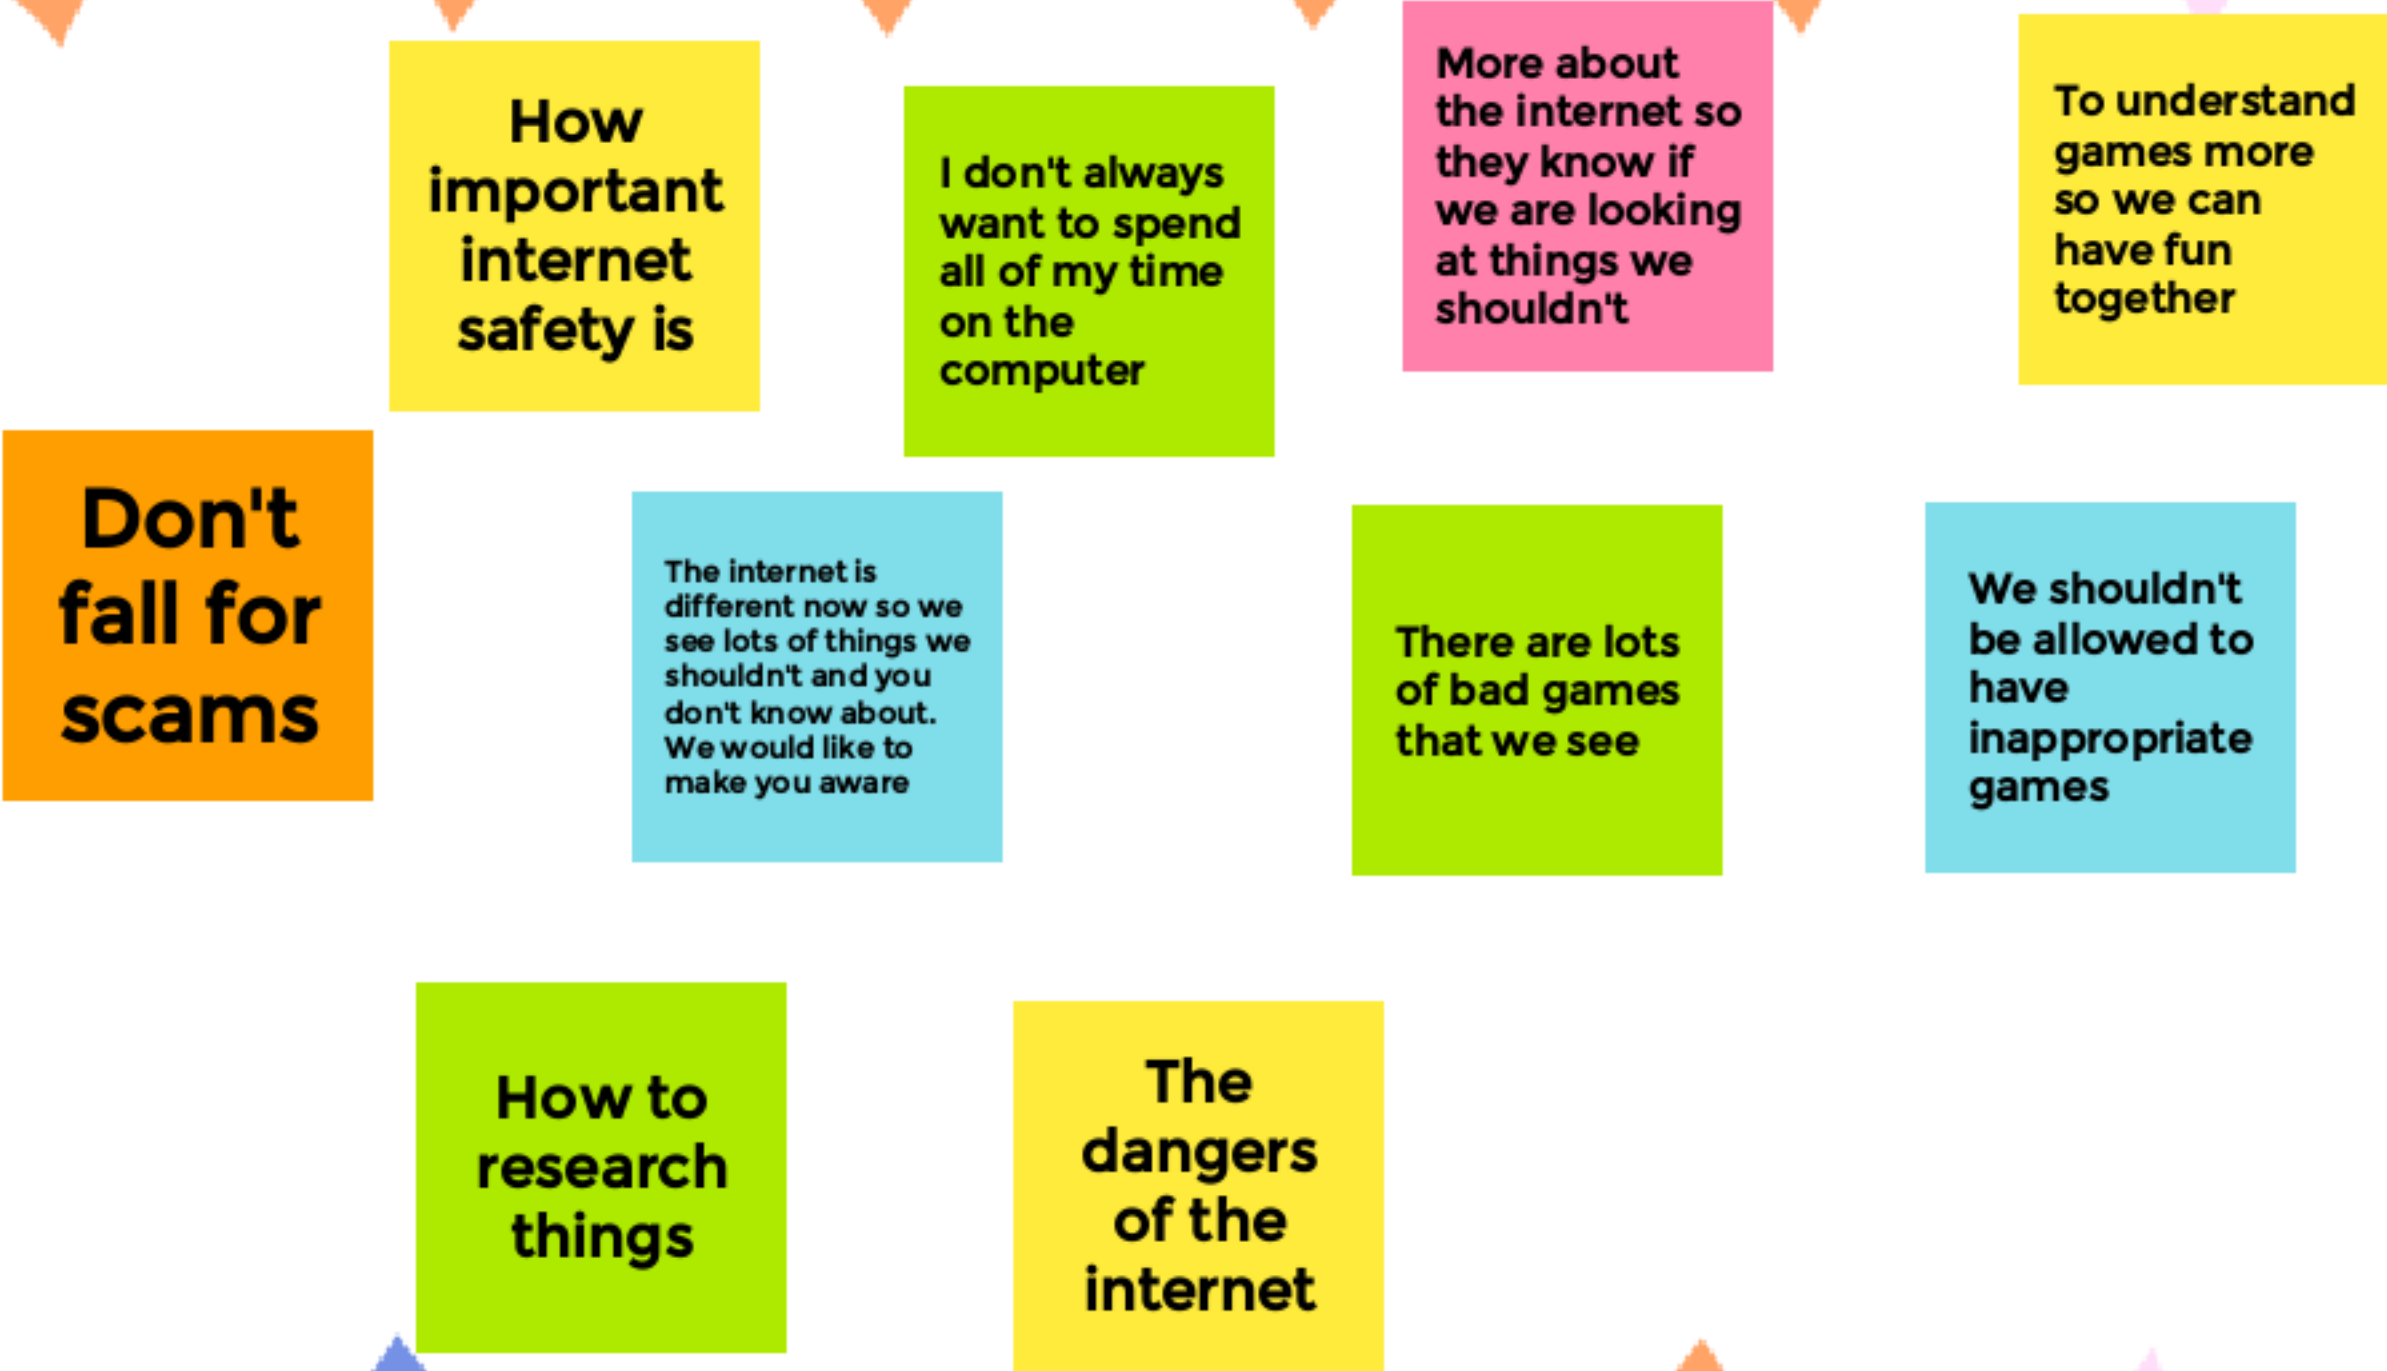 How
important
internet
safety is
I don't always
want to spend
all of my time
on the
computer
More about
the internet so
they know if
we are looking
at things we
shouldn't
To understand
games more
so we can
have fun
together
Don't
fall for
scams
The internet is
different now so we
see lots of things we
shouldn't and you
don't know about.
We would like to
make you aware
There are lots
of bad games
that we see
We shouldn't
be allowed to
have
inappropriate
games
How to
research
things
The
dangers
of the
internet